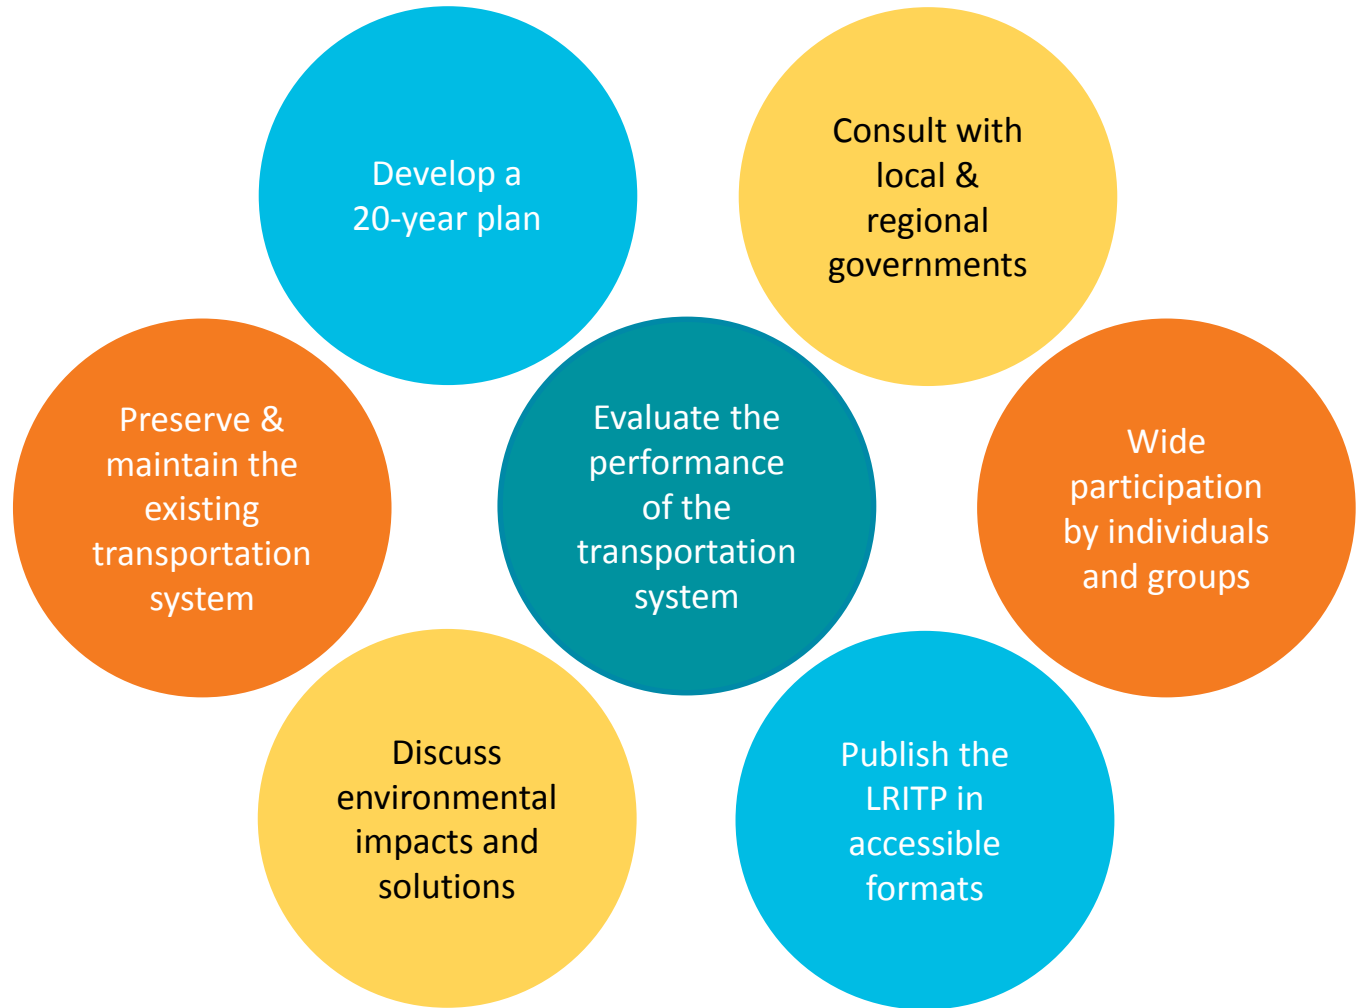 Develop a
20-year plan
Consult with
local &
regional
governments
Preserve &
maintain the
existing
transportation
system
Evaluate the
performance
of the
transportation
system
Wide
participation
by individuals
and groups
Discuss
environmental
impacts and
solutions
Publish the
LRITP in
accessible
formats